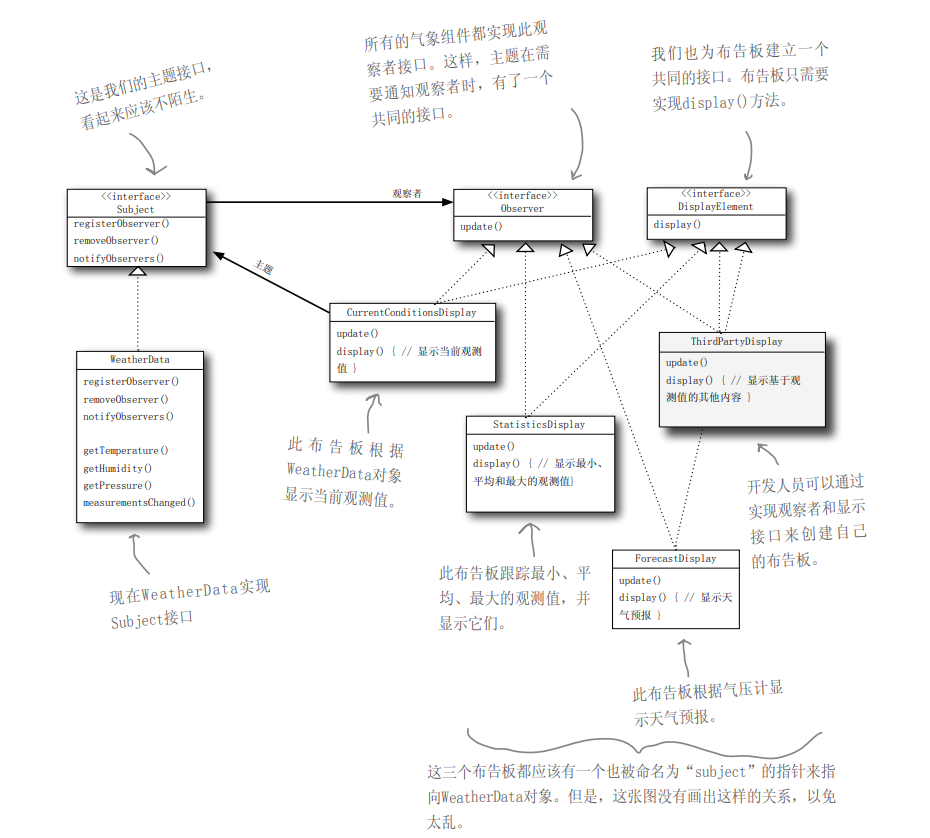 这是我们的主题接口，
看起来应该不陌生。
所有的气象组件都实现此观
察者接口。这样，主题在需
要通知观察者时，有了一个
共同的接口。
我们也为布告板建立一个
共同的接口。布告板只需要
实现display()方法。
<<interface>>
Subject
registerObserver()
removeObserver()
notifyObservers()
观察者
<<interface>>
Observer
update()
<<interface>>
DisplayElement
display()
主题
CurrentConditionsDisplay
update()
display() { // 显示当前观测
值 }
WeatherData
registerObserver()
removeObserver()
notifyObservers()
getTemperature()
getHumidity()
getPressure()
measurementsChanged()
ThirdPartyDisplay
update()
display() { // 显示基于观
测值的其他内容 }
StatisticsDisplay
update()
display() { // 显示最小、
平均和最大的观测值}
此布告板根据
WeatherData对象
显示当前观测值。
开发人员可以通过
实现观察者和显示
接口来创建自己
的布告板。
ForecastDisplay
update()
display() { // 显示天
气预报 }
现在WeatherData实现
Subject接口
此布告板跟踪最小、平
均、最大的观测值，并
显示它们。
此布告板根据气压计显
示天气预报。
这三个布告板都应该有一个也被命名为“subject”的指针来指
向WeatherData对象。但是，这张图没有画出这样的关系，以免
太乱。